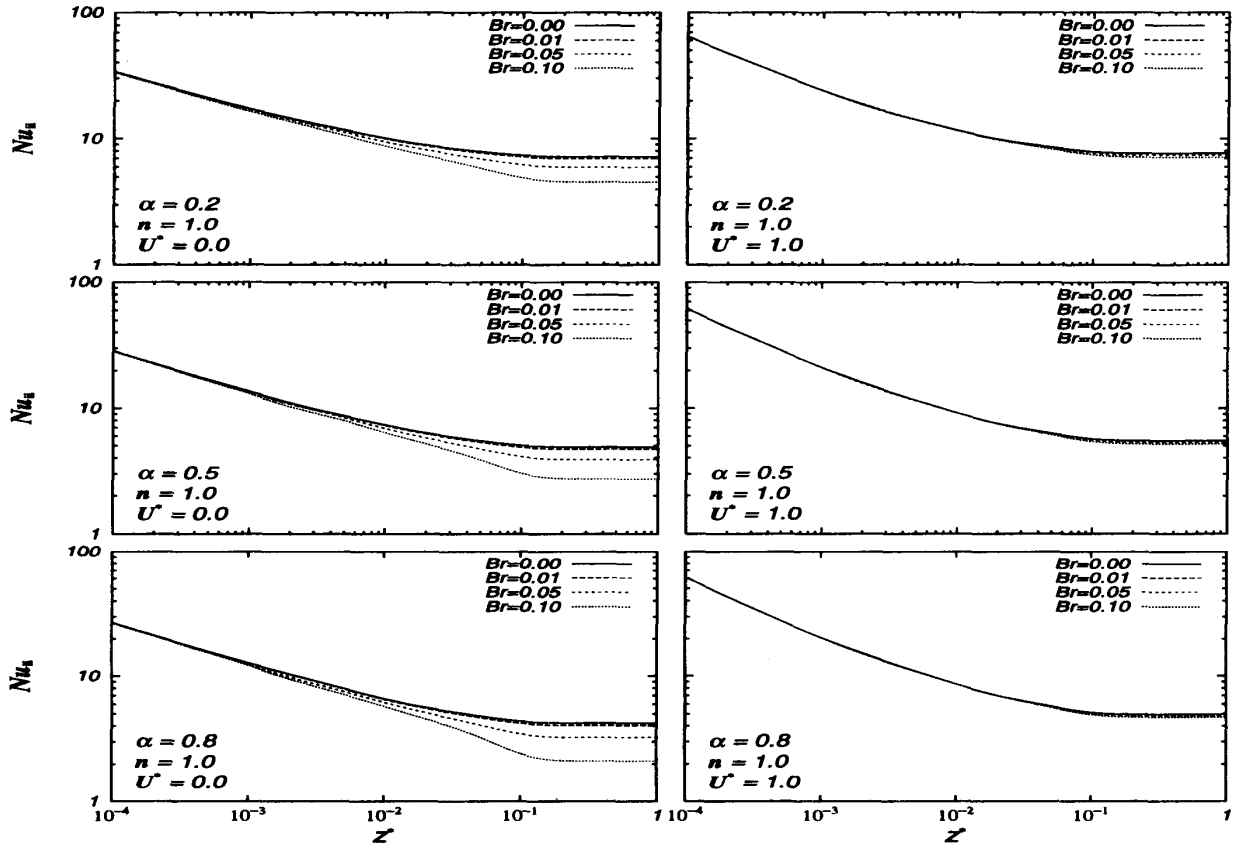 100
Br=0.00
Br=0.01
Br=0.05
Br=0.10
10
1
Nuᵢᵢ
α = 0.2
n = 1.0
U* = 0.0
Br=0.00
Br=0.01
Br=0.05
Br=0.10
α = 0.2
n = 1.0
U* = 1.0
100
Br=0.00
Br=0.01
Br=0.05
Br=0.10
10
1
Nuᵢᵢ
α = 0.5
n = 1.0
U* = 0.0
Br=0.00
Br=0.01
Br=0.05
Br=0.10
α = 0.5
n = 1.0
U* = 1.0
100
Br=0.00
Br=0.01
Br=0.05
Br=0.10
10
1
Nuᵢᵢ
α = 0.8
n = 1.0
U* = 0.0
Br=0.00
Br=0.01
Br=0.05
Br=0.10
α = 0.8
n = 1.0
U* = 1.0
10⁻⁴ 10⁻³ 10⁻² 10⁻¹ 1
10⁻⁴ 10⁻³ 10⁻² 10⁻¹ 1
Z*
Z*